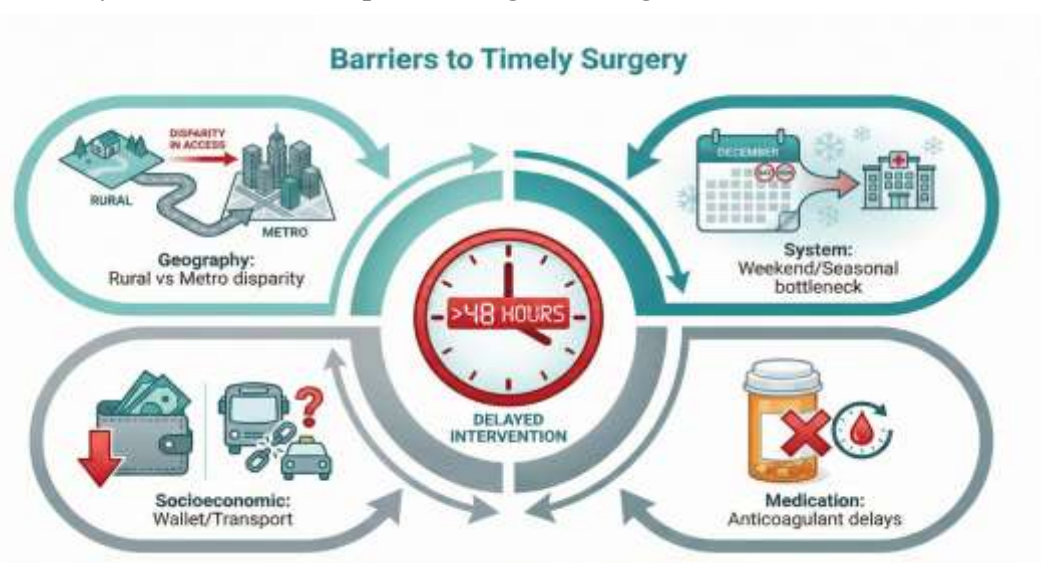 Barriers to Timely Surgery
DISPARITY
IN ACCESS
RURAL
METRO
Geography:
Rural vs Metro disparity
DECEMBER
System:
Weekend/Seasonal
bottleneck
>48 HOURS
DELAYED
INTERVENTION
Socioeconomic:
Wallet/Transport
?
Medication:
Anticoagulant delays